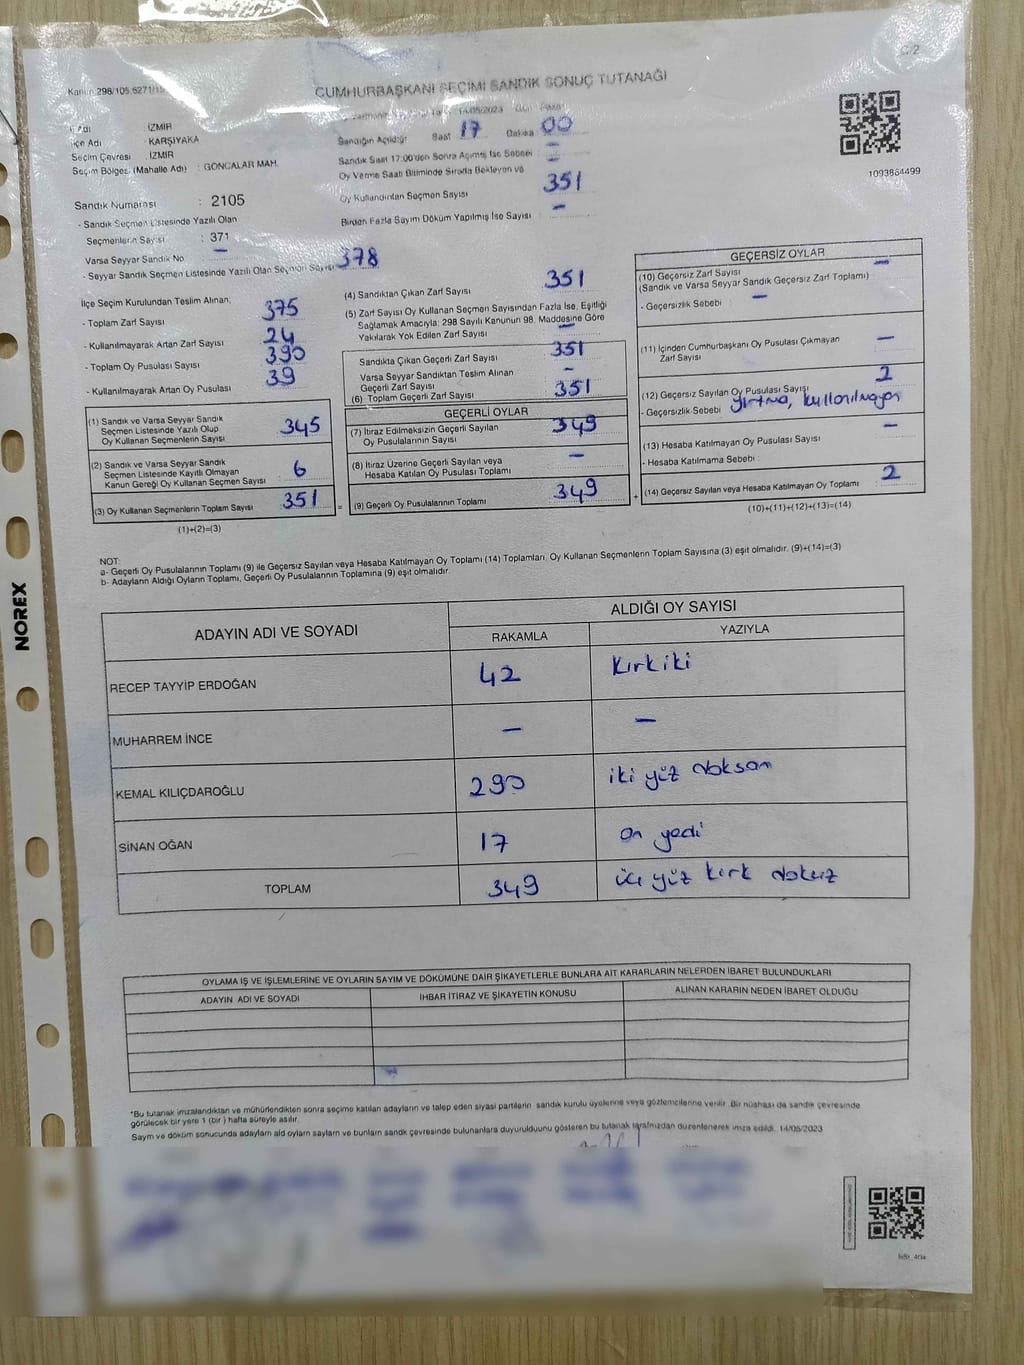 C-2
CUMHURBAŞKANI SEÇİMİ SANDIK SONUÇ TUTANAĞI
14/05/2023
İZMİR
İlçe Adı : KARŞIYAKA
Seçim Çevresi : İZMİR
Seçim Bölgesi (Mahalle Adı) : GONCALAR MAH.
Sandık Numarası : 2105
- Sandık Seçmen Listesinde Yazılı Olan
Seçmenlerin Sayısı : 371
Varsa Seyyar Sandık No –
- Seyyar Sandık Seçmen Listesinde Yazılı Olan Seçmen Sayısı 378
Sandığın Açıldığı Saat 17 Dakika 00
Sandık Saat 17:00'den Sonra Açılmış İse Sebebi –
Oy Verme Saati Bitiminde Sırada Bekleyen ve –
Oy Kullandırılan Seçmen Sayısı 351
Birden Fazla Sayım Döküm Yapılmış İse Sayısı –
1093864499
İlçe Seçim Kurulundan Teslim Alınan;
- Toplam Zarf Sayısı 375
- Kullanılmayarak Artan Zarf Sayısı 24
- Toplam Oy Pusulası Sayısı 390
- Kullanılmayarak Artan Oy Pusulası 39
(1) Sandık ve Varsa Seyyar Sandık
Seçmen Listesinde Yazılı Olup
Oy Kullanan Seçmenlerin Sayısı 345
(2) Sandık ve Varsa Seyyar Sandık
Seçmen Listesinde Kayıtlı Olmayan
Kanun Gereği Oy Kullanan Seçmen Sayısı 6
(3) Oy Kullanan Seçmenlerin Toplam Sayısı 351
(1)+(2)=(3)
(4) Sandıktan Çıkan Zarf Sayısı 351
(5) Zarf Sayısı Oy Kullanan Seçmen Sayısından Fazla İse, Eşitliği
Sağlamak Amacıyla; 298 Sayılı Kanunun 98. Maddesine Göre
Yakılarak Yok Edilen Zarf Sayısı –
Sandıkta Çıkan Geçerli Zarf Sayısı 351
Varsa Seyyar Sandıktan Teslim Alınan
Geçerli Zarf Sayısı –
(6) Toplam Geçerli Zarf Sayısı 351
GEÇERLİ OYLAR
(7) İtiraz Edilmeksizin Geçerli Sayılan
Oy Pusulalarının Sayısı 349
(8) İtiraz Üzerine Geçerli Sayılan veya
Hesaba Katılan Oy Pusulası Toplamı –
(9) Geçerli Oy Pusulalarının Toplamı 349
GEÇERSİZ OYLAR
(10) Geçersiz Zarf Sayısı –
(Sandık ve Varsa Seyyar Sandık Geçersiz Zarf Toplamı)
- Geçersizlik Sebebi –
(11) İçinden Cumhurbaşkanı Oy Pusulası Çıkmayan
Zarf Sayısı –
(12) Geçersiz Sayılan Oy Pusulası Sayısı 2
- Geçersizlik Sebebi yırtma, kullanılmayan
(13) Hesaba Katılmayan Oy Pusulası Sayısı –
- Hesaba Katılmama Sebebi :
(14) Geçersiz Sayılan veya Hesaba Katılmayan Oy Toplamı 2
(10)+(11)+(12)+(13)=(14)
NOT:
a- Geçerli Oy Pusulalarının Toplamı (9) ile Geçersiz Sayılan veya Hesaba Katılmayan Oy Toplamı (14) Toplamları, Oy Kullanan Seçmenlerin Toplam Sayısına (3) eşit olmalıdır. (9)+(14)=(3)
b- Adayların Aldığı Oyların Toplamı, Geçerli Oy Pusulalarının Toplamına (9) eşit olmalıdır.
ADAYIN ADI VE SOYADI ALDIĞI OY SAYISI
RAKAMLA YAZIYLA
RECEP TAYYİP ERDOĞAN 42 kırkiki
MUHARREM İNCE – –
KEMAL KILIÇDAROĞLU 290 iki yüz doksan
SİNAN OĞAN 17 on yedi
TOPLAM 349 üç yüz kırk dokuz
OYLAMA İŞ VE İŞLEMLERİNE VE OYLARIN SAYIM VE DÖKÜMÜNE DAİR ŞİKAYETLERLE BUNLARA AİT KARARLARIN NELERDEN İBARET BULUNDUKLARI
ADAYIN ADI VE SOYADI İHBAR İTİRAZ VE ŞİKAYETİN KONUSU ALINAN KARARIN NEDEN İBARET OLDUĞU
*Bu tutanak imzalandıktan ve mühürlendikten sonra seçime katılan adayların ve talep eden siyasi partilerin sandık kurulu üyelerine veya gözlemcilerine verilir. Bir nüshası da sandık çevresinde
görülecek bir yere 1 (bir) hafta süreyle asılır.
Sayım ve döküm sonucunda adayların ald oyların sayıları ve bunların sandık çevresinde bulunanlara duyurulduunu gösteren bu tutanak tarafımızdan düzenlenerek imza edildi. 14/05/2023
NOREX